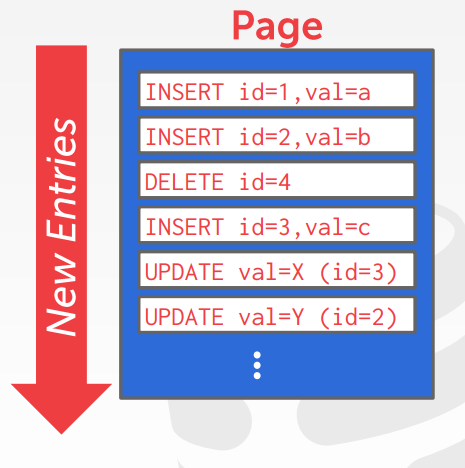 Page
New Entries
INSERT id=1,val=a
INSERT id=2,val=b
DELETE id=4
INSERT id=3,val=c
UPDATE val=X (id=3)
UPDATE val=Y (id=2)